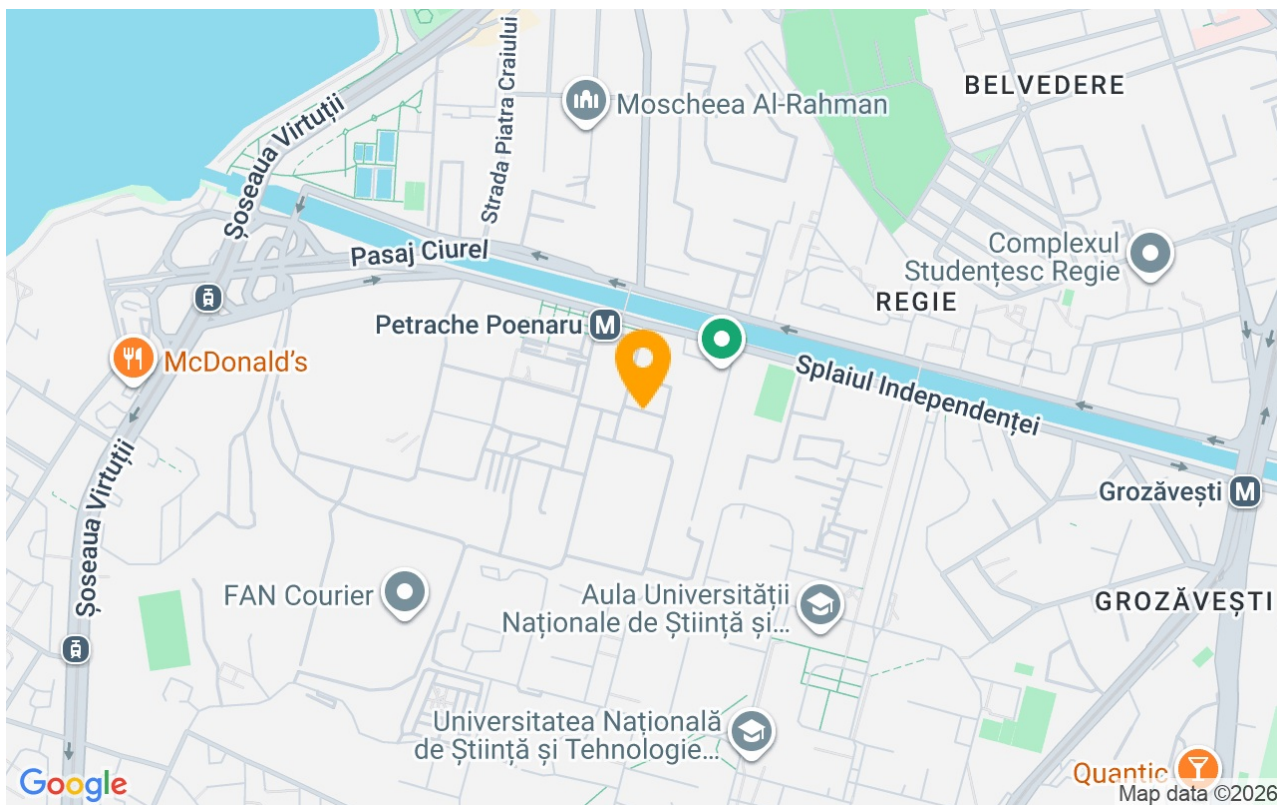 Șoseaua Virtuții
Strada Piatra Craiului
Moscheea Al-Rahman
BELVEDERE
Pasaj Ciurel
Complexul
Studențesc Regie
REGIE
Petrache Poenaru
M
McDonald's
Splaiul Independenței
Șoseaua Virtuții
Grozăvești
M
FAN Courier
Aula Universității
Naționale de Știință și...
GROZĂVEȘTI
Universitatea Națională
de Știință și Tehnologie...
Quantic
Google
Map data ©2026